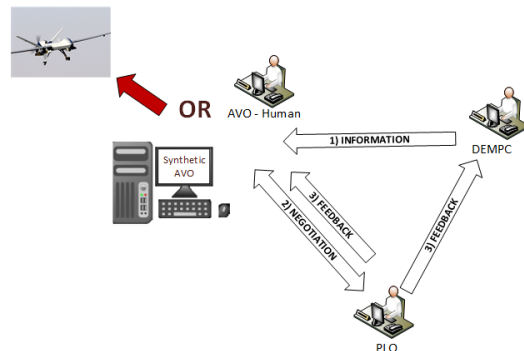 OR
AVO - Human
Synthetic
AVO
1) INFORMATION
DEMPC
2) NEGOTIATION
3) FEEDBACK
3) FEEDBACK
PLO